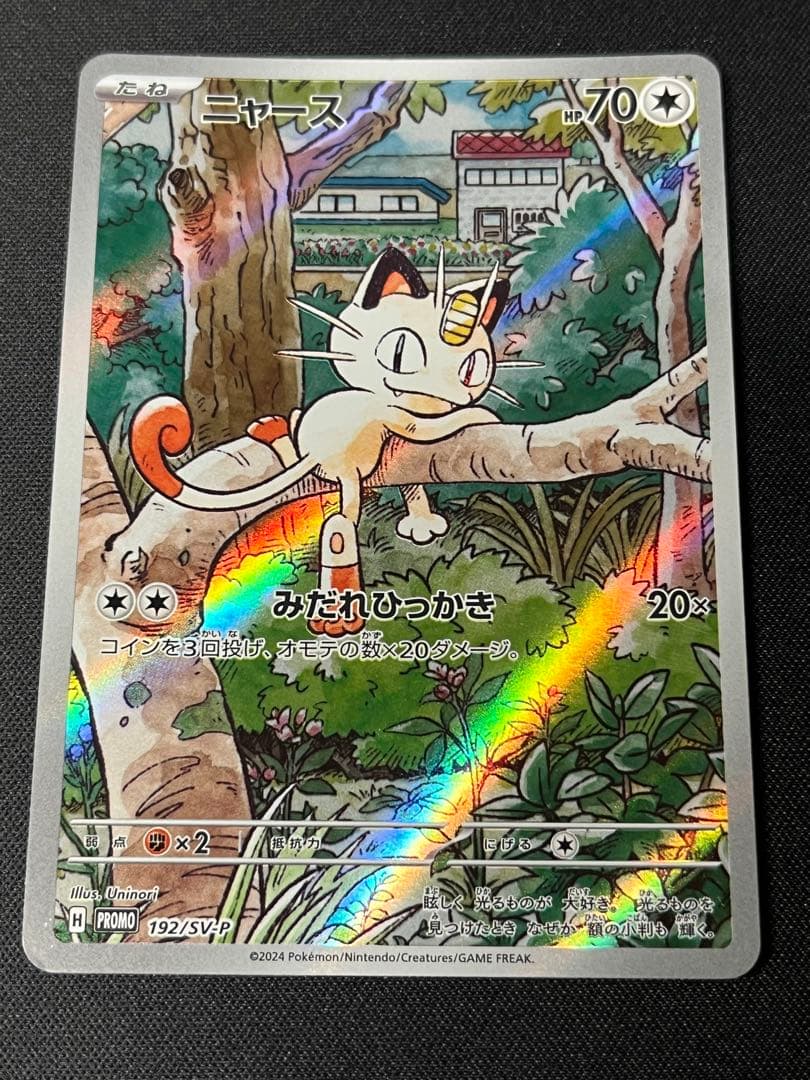 たね ニャース HP70
みだれひっかき 20×
コインを3回投げ、オモテの数×20ダメージ。
弱点 ×2 抵抗力 にげる
Illus. Uninori
眩しく 光るものが 大好き。 光るものを
見つけたとき なぜか 額の小判も 輝く。
H PROMO 192/SV-P
©2024 Pokémon/Nintendo/Creatures/GAME FREAK.